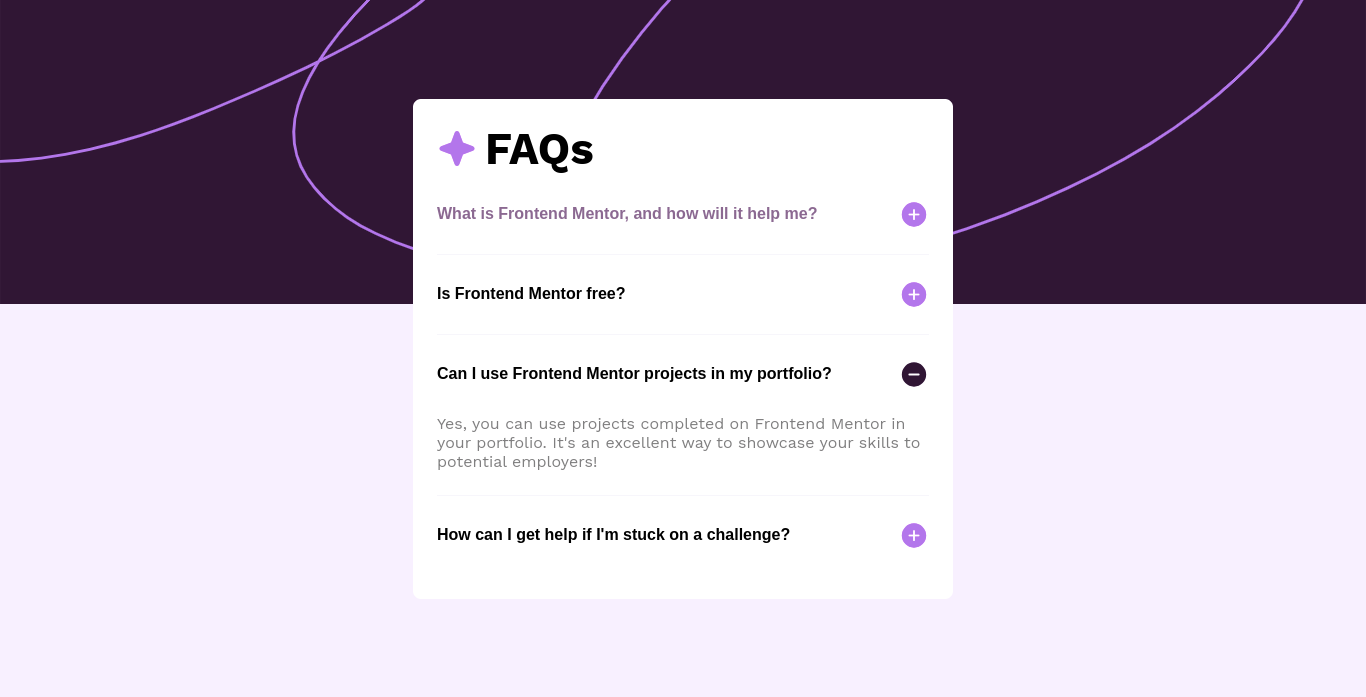 FAQs
What is Frontend Mentor, and how will it help me?
Is Frontend Mentor free?
Can I use Frontend Mentor projects in my portfolio?
Yes, you can use projects completed on Frontend Mentor in
your portfolio. It's an excellent way to showcase your skills to
potential employers!
How can I get help if I'm stuck on a challenge?